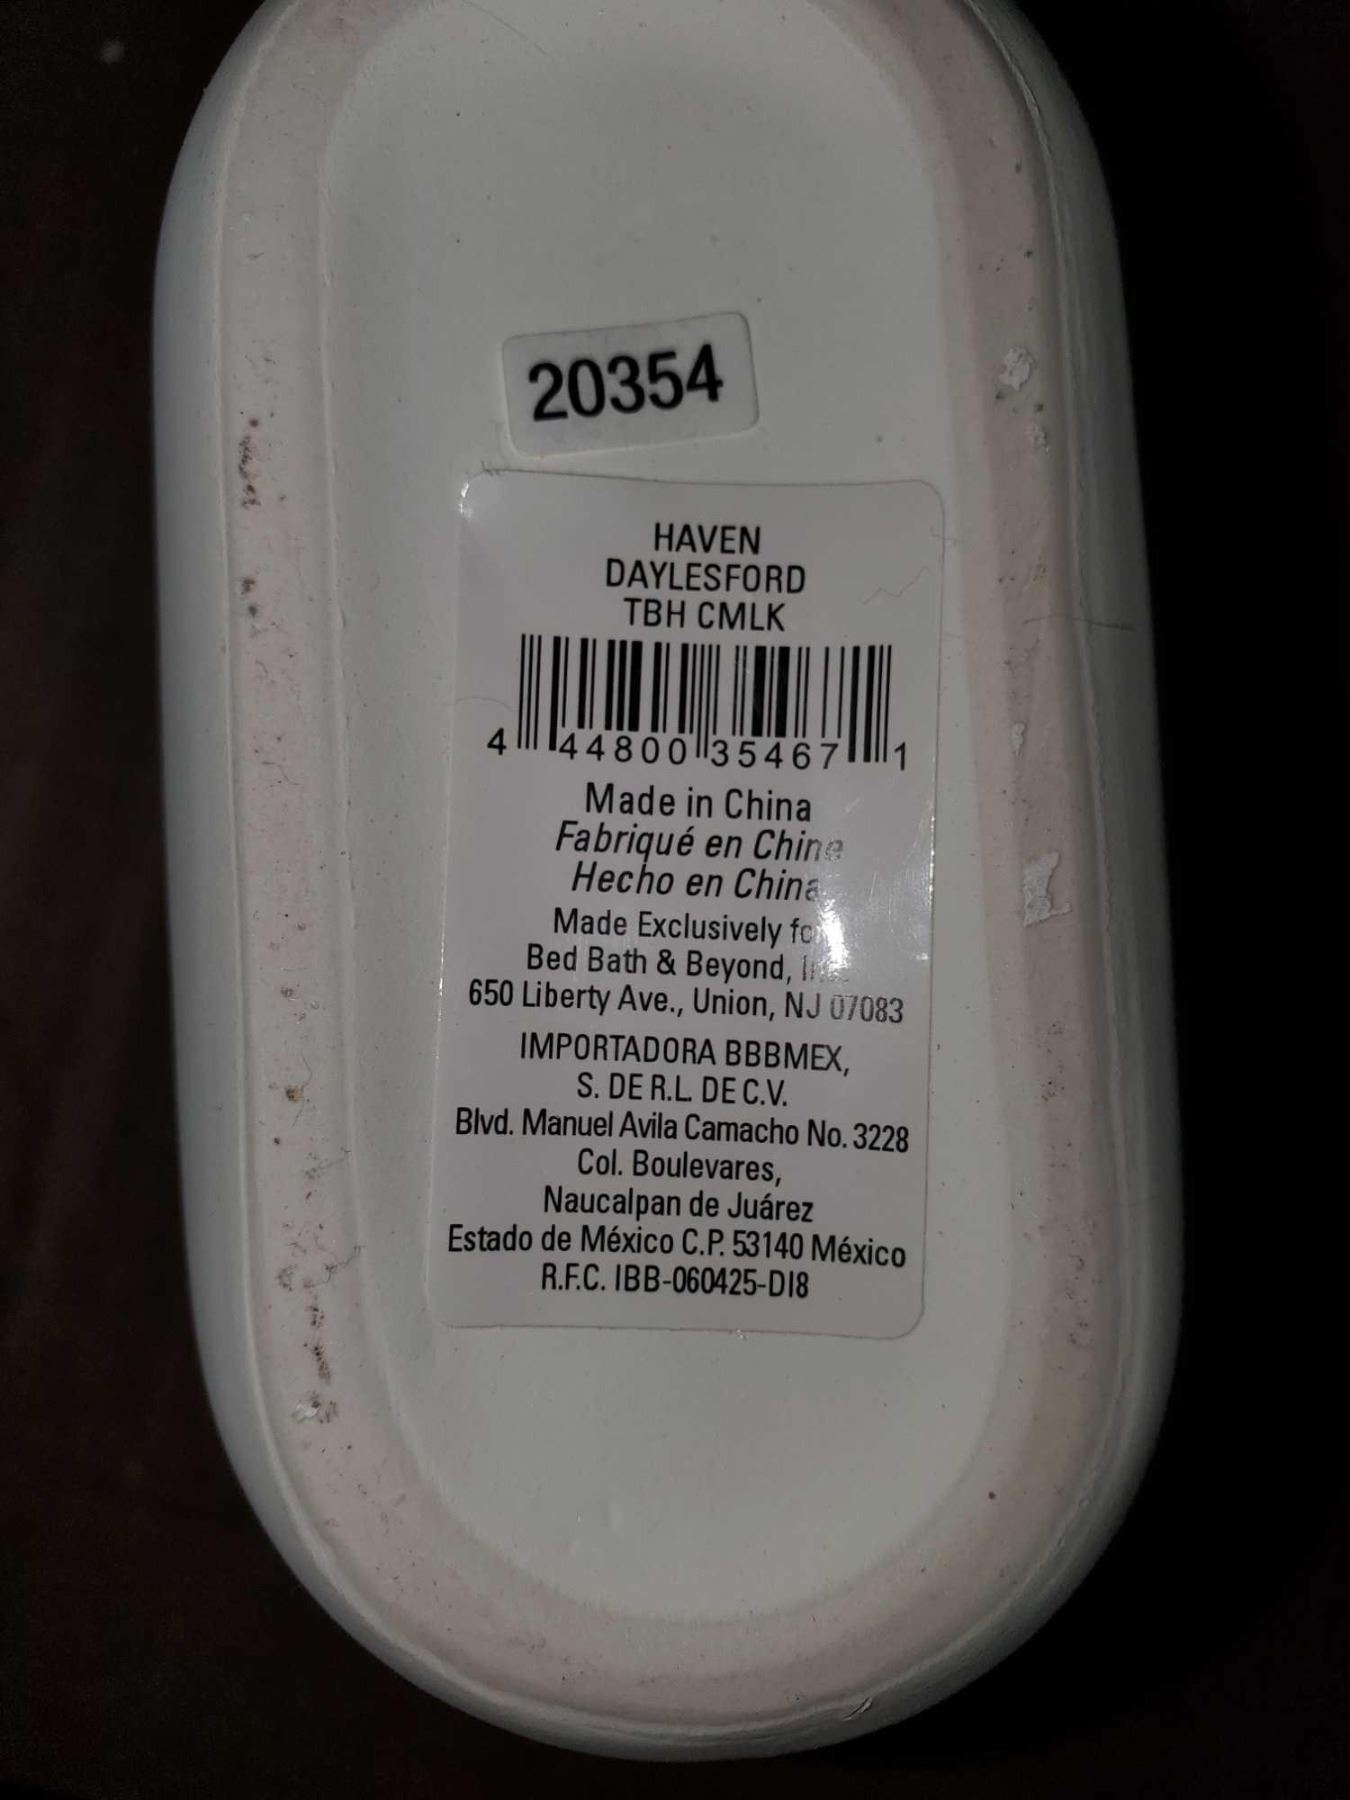 20354
HAVEN
DAYLESFORD
TBH CMLK
4 44800 35467 1
Made in China
Fabriqué en Chine
Hecho en China
Made Exclusively for
Bed Bath & Beyond, Inc.
650 Liberty Ave., Union, NJ 07083
IMPORTADORA BBBMEX,
S. DE R.L. DE C.V.
Blvd. Manuel Avila Camacho No. 3228
Col. Boulevares,
Naucalpan de Juárez
Estado de México C.P. 53140 México
R.F.C. IBB-060425-DI8